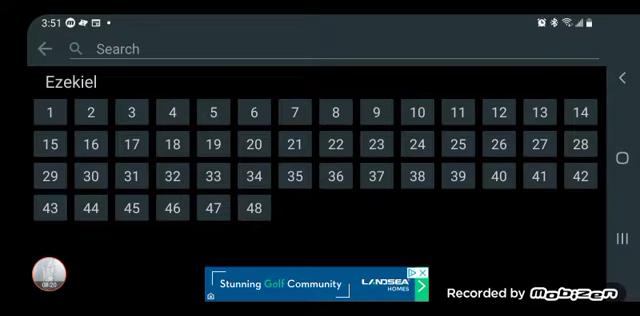 3:51
Search
Ezekiel
1 2 3 4 5 6 7 8 9 10 11 12 13 14
15 16 17 18 19 20 21 22 23 24 25 26 27 28
29 30 31 32 33 34 35 36 37 38 39 40 41 42
43 44 45 46 47 48
08:20
Stunning Golf Community
LANDSEA
HOMES
Recorded by mobizen